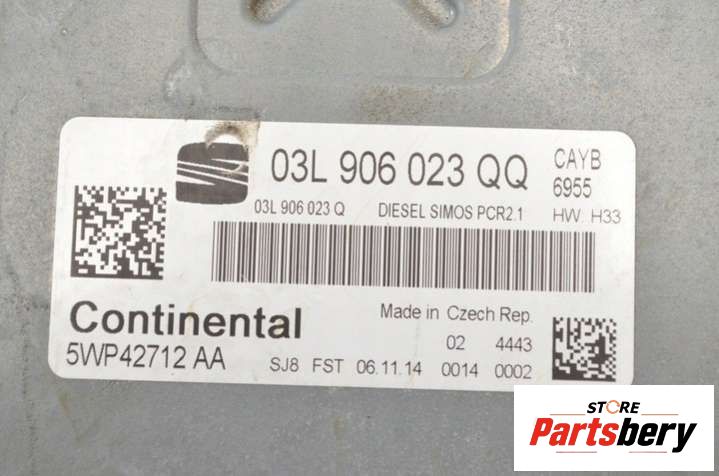 03L 906 023 QQ CAYB
6955
03L 906 023 Q DIESEL SIMOS PCR2.1 HW: H33
Continental Made in Czech Rep.
5WP42712 AA 02 4443
SJ8 FST 06.11.14 0014 0002
STORE
Partsbery